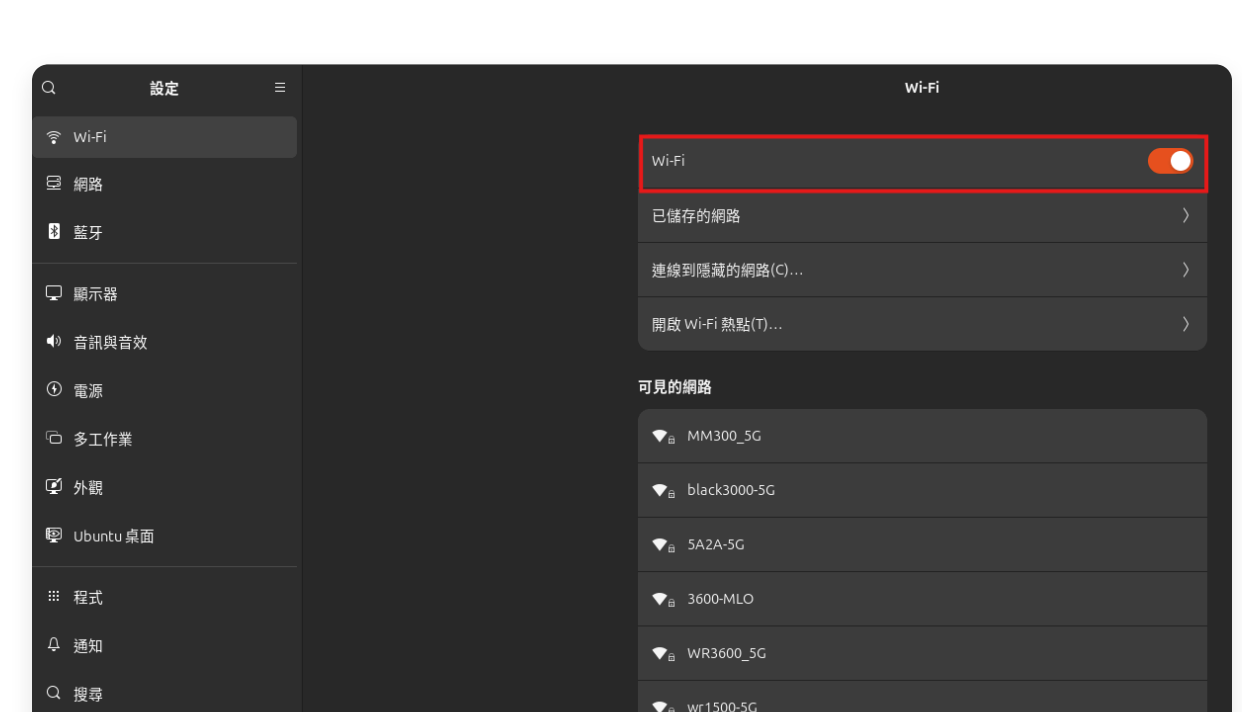 設定
Wi-Fi
網路
藍牙
顯示器
音訊與音效
電源
多工作業
外觀
Ubuntu 桌面
程式
通知
搜尋
Wi-Fi
Wi-Fi
已儲存的網路
連線到隱藏的網路(C)...
開啟 Wi-Fi 熱點(T)...
可見的網路
MM300_5G
black3000-5G
5A2A-5G
3600-MLO
WR3600_5G
wr1500-5G